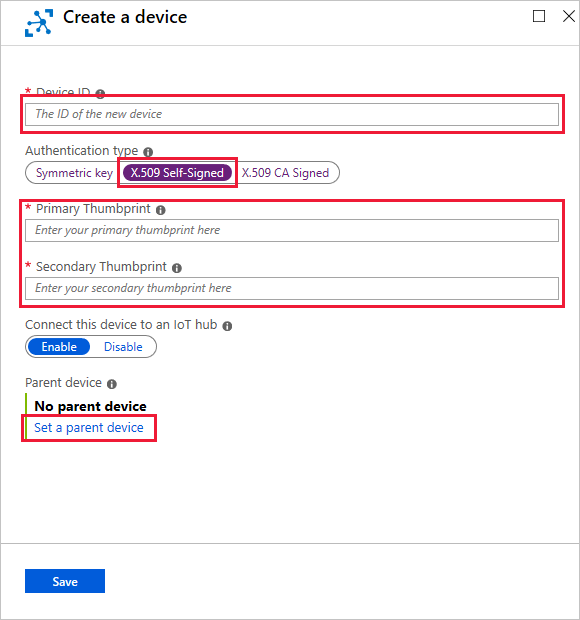 Create a device
* Device ID
The ID of the new device
Authentication type
Symmetric key X.509 Self-Signed X.509 CA Signed
* Primary Thumbprint
Enter your primary thumbprint here
* Secondary Thumbprint
Enter your secondary thumbprint here
Connect this device to an IoT hub
Enable Disable
Parent device
No parent device
Set a parent device
Save